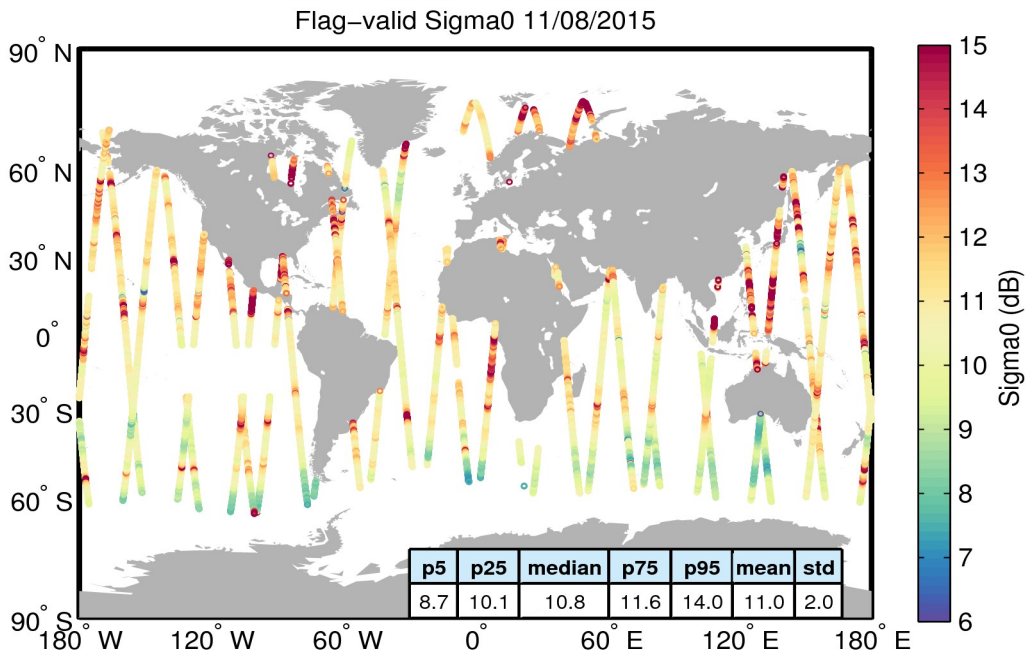 Flag−valid Sigma0 11/08/2015
90° N
60° N
30° N
0°
30° S
60° S
90° S
180° W
120° W
60° W
0°
60° E
120° E
180° E
15
14
13
12
11
10
9
8
7
6
Sigma0 (dB)
p5 p25 median p75 p95 mean std
8.7 10.1 10.8 11.6 14.0 11.0 2.0